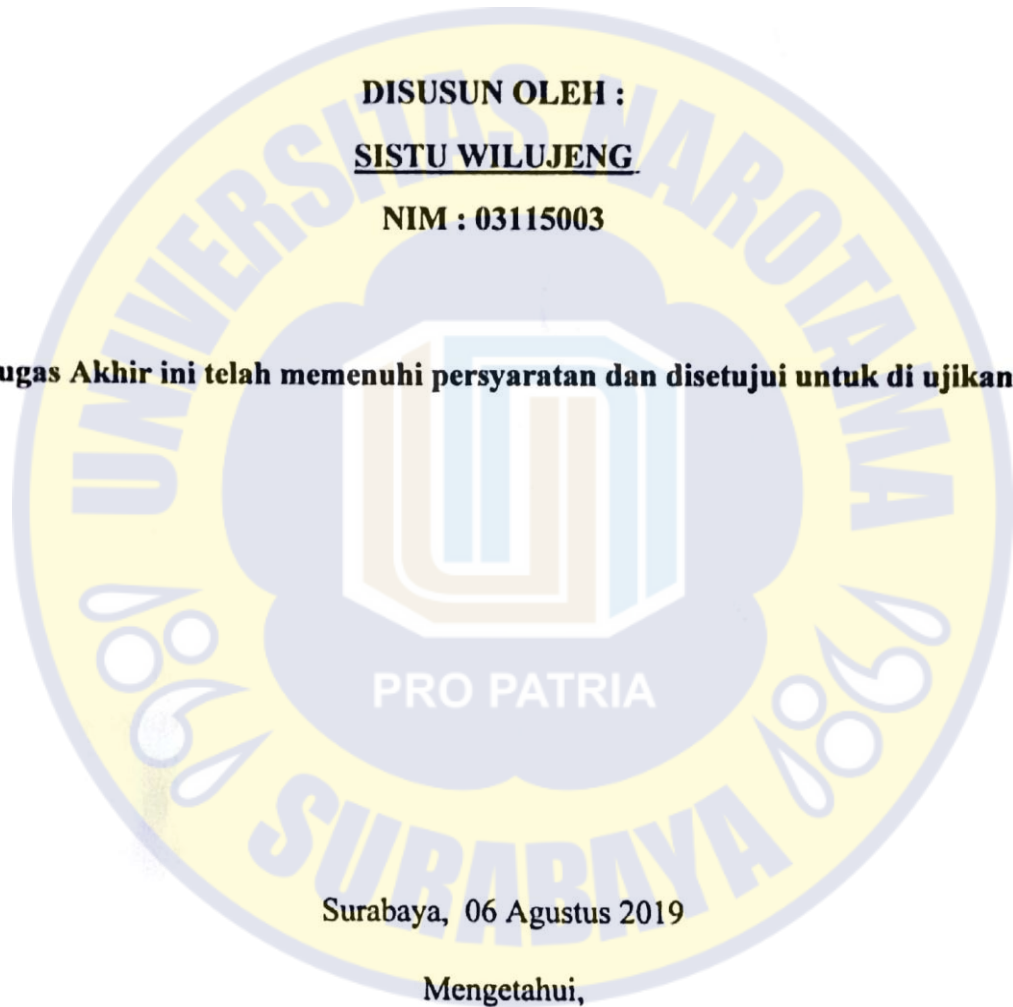 DISUSUN OLEH :
SISTU WILUJENG
NIM : 03115003
ugas Akhir ini telah memenuhi persyaratan dan disetujui untuk di ujikan
UNIVERSITAS NAROTAMA
PRO PATRIA
SURABAYA
Surabaya, 06 Agustus 2019
Mengetahui,